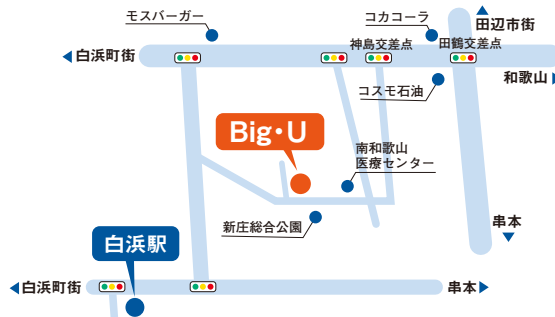 モスバーガー
コカコーラ
田辺市街
白浜町街
神島交差点
田鶴交差点
和歌山
コスモ石油
Big・U
南和歌山
医療センター
新庄総合公園
串本
白浜駅
白浜町街
串本